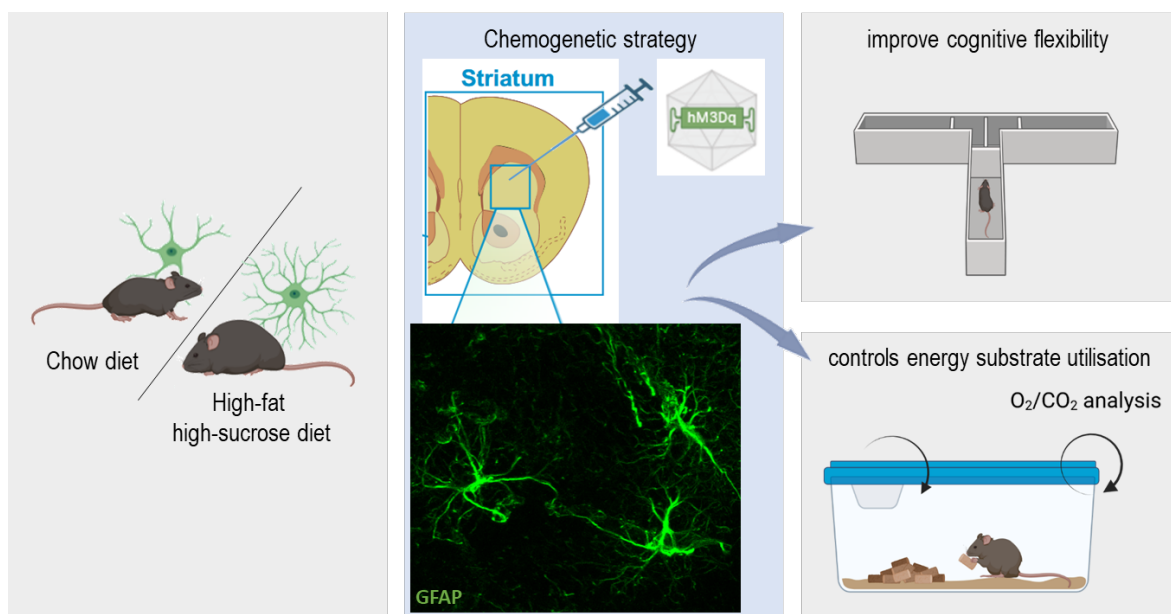 Chow diet
High-fat
high-sucrose diet
Chemogenetic strategy
Striatum
hM3Dq
GFAP
improve cognitive flexibility
controls energy substrate utilisation
O₂/CO₂ analysis